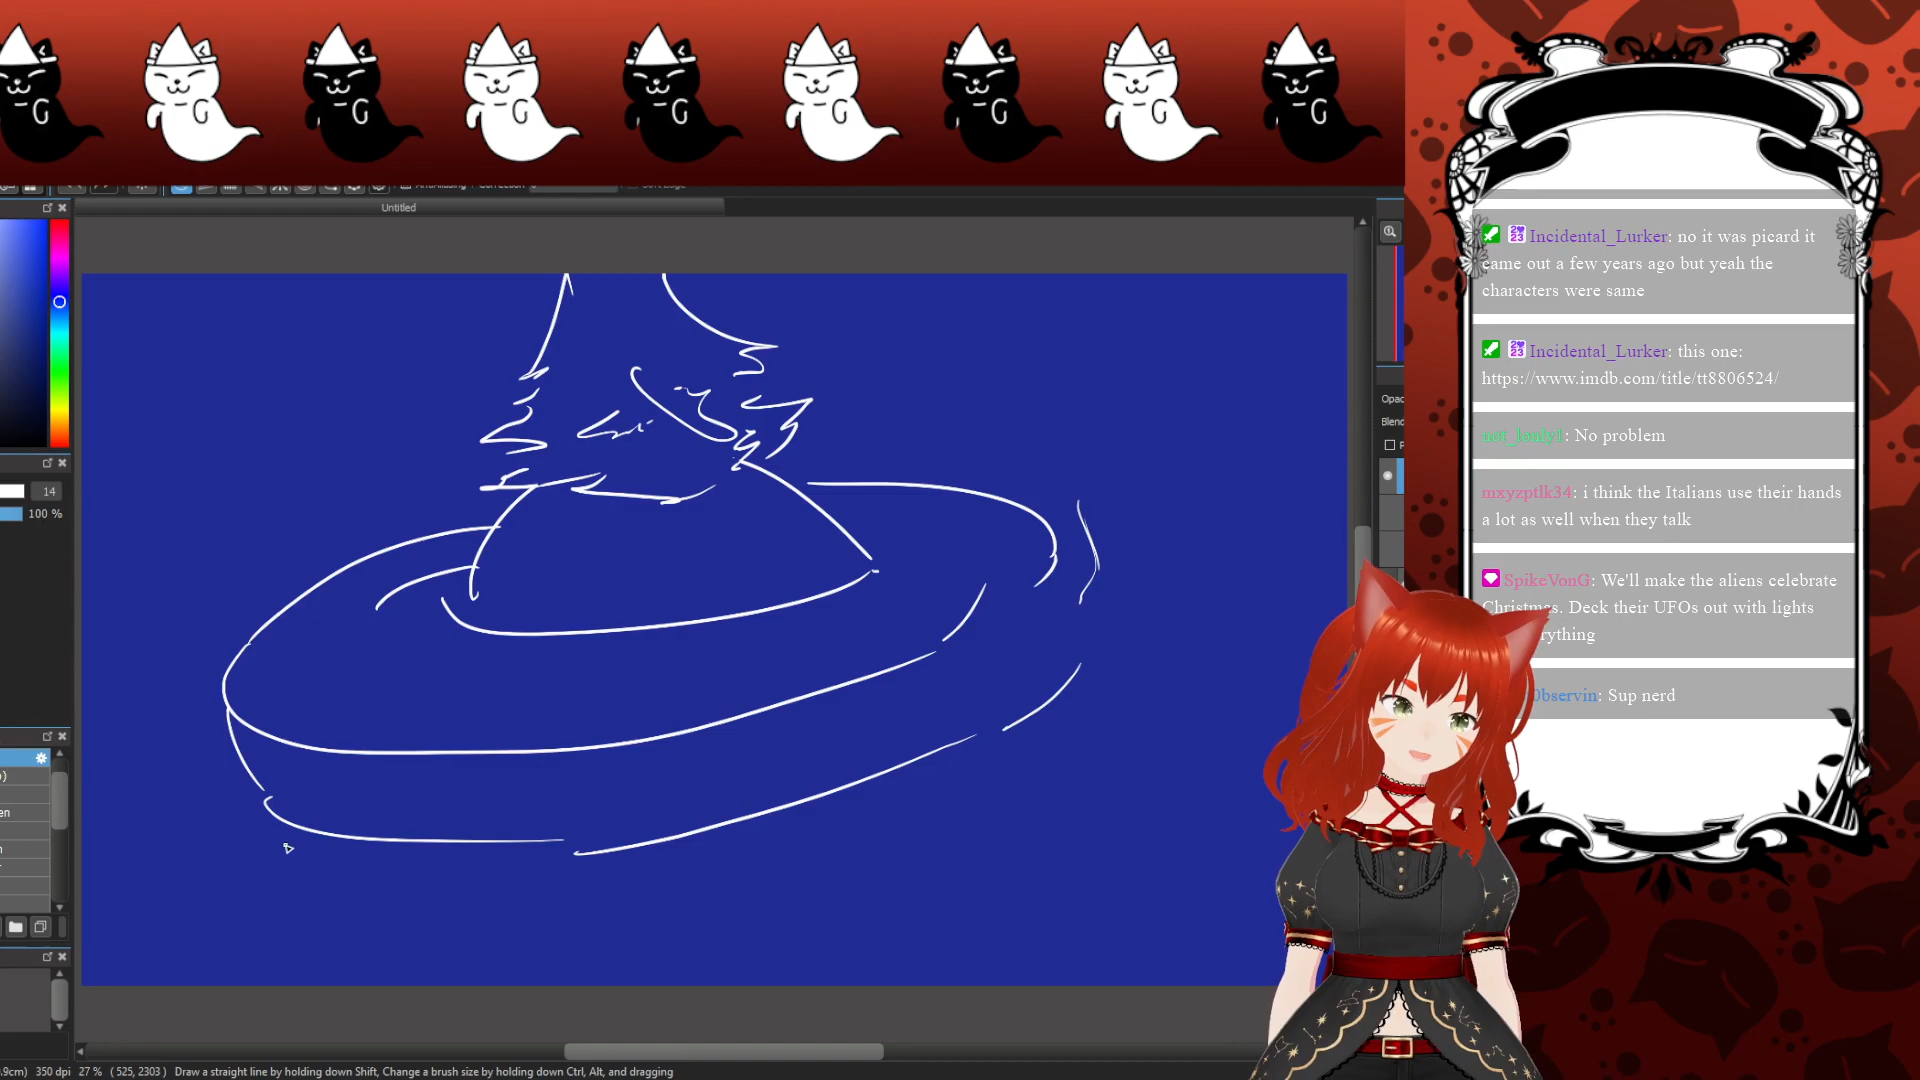 G G G G G G G G G
Untitled
14
100 %
Opac
Blend
en
350 dpi 27 % ( 525, 2303 ) Draw a straight line by holding down Shift, Change a brush size by holding down Ctrl, Alt, and dragging
Incidental_Lurker: no it was picard it
came out a few years ago but yeah the
characters were same
Incidental_Lurker: this one:
https://www.imdb.com/title/tt8806524/
not_lonly1: No problem
mxyzptlk34: i think the Italians use their hands
a lot as well when they talk
SpikeVonG: We'll make the aliens celebrate
Christmas. Deck their UFOs out with lights
rything
Observin: Sup nerd